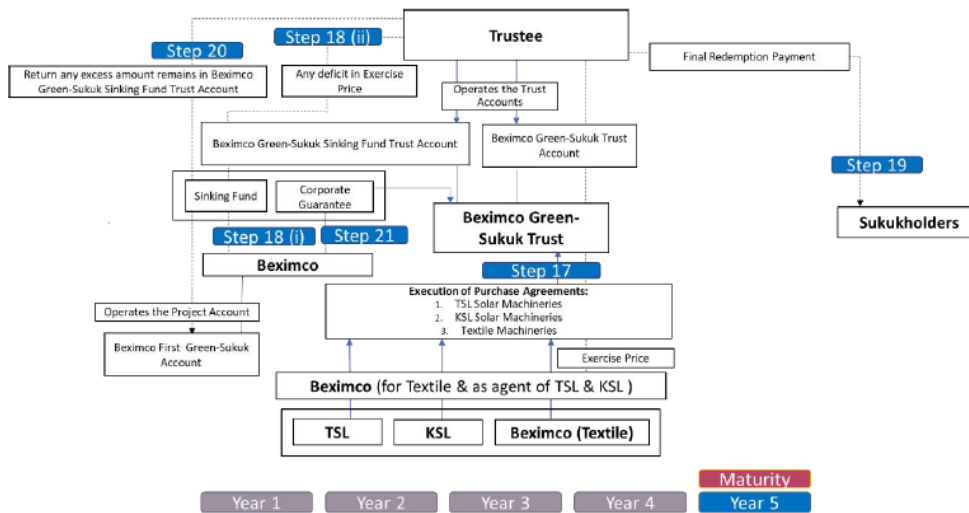 Step 20
Step 18 (ii)
Trustee
Return any excess amount remains in Beximco
Green-Sukuk Sinking Fund Trust Account
Any deficit in Exercise
Price
Operates the Trust
Accounts
Final Redemption Payment
Beximco Green-Sukuk Sinking Fund Trust Account
Beximco Green-Sukuk Trust
Account
Step 19
Sinking Fund
Corporate
Guarantee
Beximco Green-
Sukuk Trust
Sukukholders
Step 18 (i)
Step 21
Beximco
Step 17
Execution of Purchase Agreements:
1. TSL Solar Machineries
2. KSL Solar Machineries
3. Textile Machineries
Operates the Project Account
Beximco First Green-Sukuk
Account
Exercise Price
Beximco (for Textile & as agent of TSL & KSL )
TSL
KSL
Beximco (Textile)
Maturity
Year 1
Year 2
Year 3
Year 4
Year 5